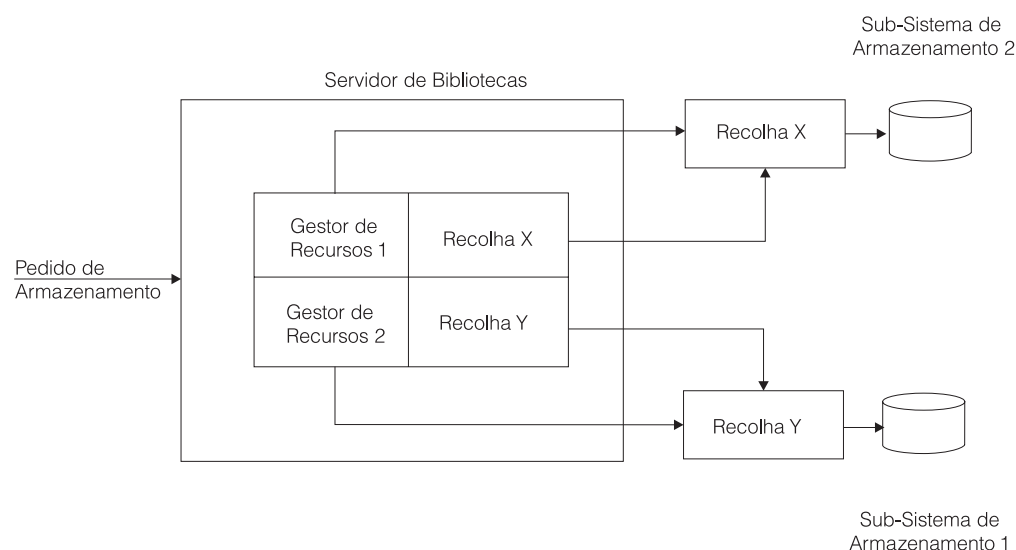 Sub-Sistema de
Armazenamento 2
Servidor de Bibliotecas
Recolha X
Gestor de
Recursos 1
Recolha X
Pedido de
Armazenamento
Gestor de
Recursos 2
Recolha Y
Recolha Y
Sub-Sistema de
Armazenamento 1